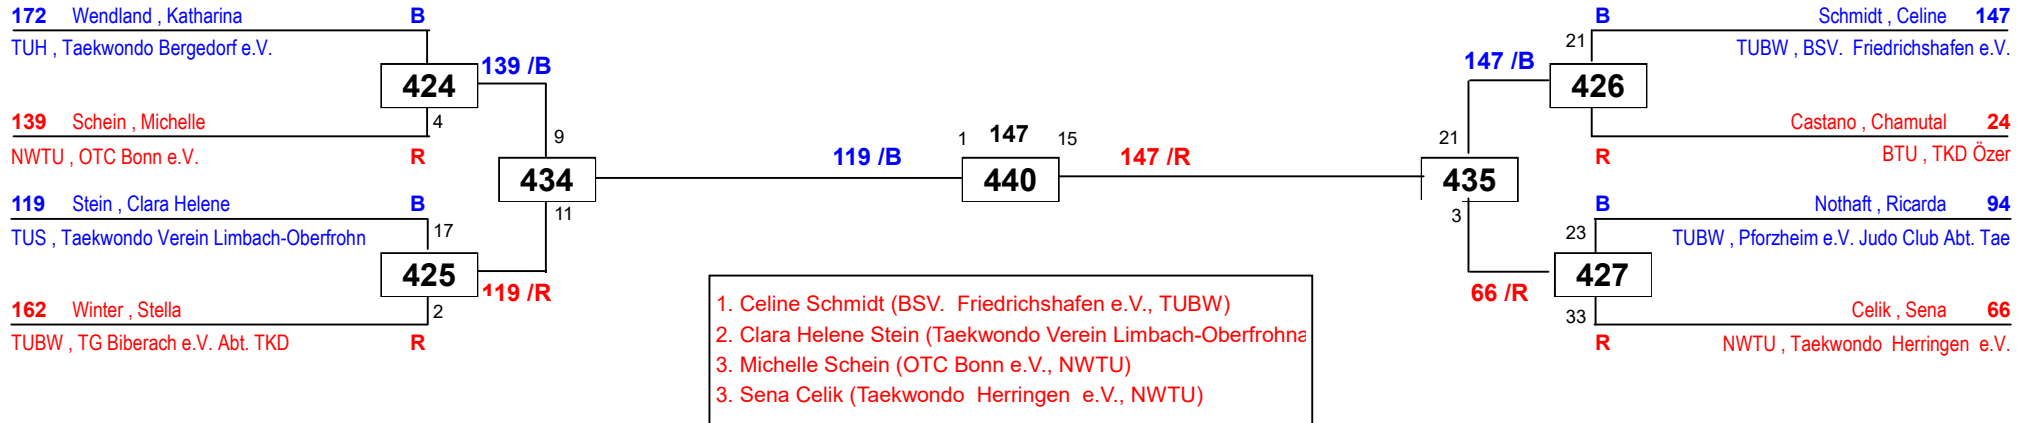 172 Wendland , Katharina B
TUH , Taekwondo Bergedorf e.V.
424
139 /B
139 Schein , Michelle
4
NWTU , OTC Bonn e.V. R
9
434
11
119 Stein , Clara Helene B
TUS , Taekwondo Verein Limbach-Oberfrohn
17
425
119 /R
162 Winter , Stella
2
TUBW , TG Biberach e.V. Abt. TKD R
119 /B
1 147 15
440
147 /R
B Schmidt , Celine 147
21
TUBW , BSV. Friedrichshafen e.V.
147 /B
426
Castano , Chamutal 24
R BTU , TKD Özer
21
435
3
B Nothaft , Ricarda 94
23
TUBW , Pforzheim e.V. Judo Club Abt. Tae
427
66 /R
33
Celik , Sena 66
R NWTU , Taekwondo Herringen e.V.
1. Celine Schmidt (BSV. Friedrichshafen e.V., TUBW)
2. Clara Helene Stein (Taekwondo Verein Limbach-Oberfrohna
3. Michelle Schein (OTC Bonn e.V., NWTU)
3. Sena Celik (Taekwondo Herringen e.V., NWTU)